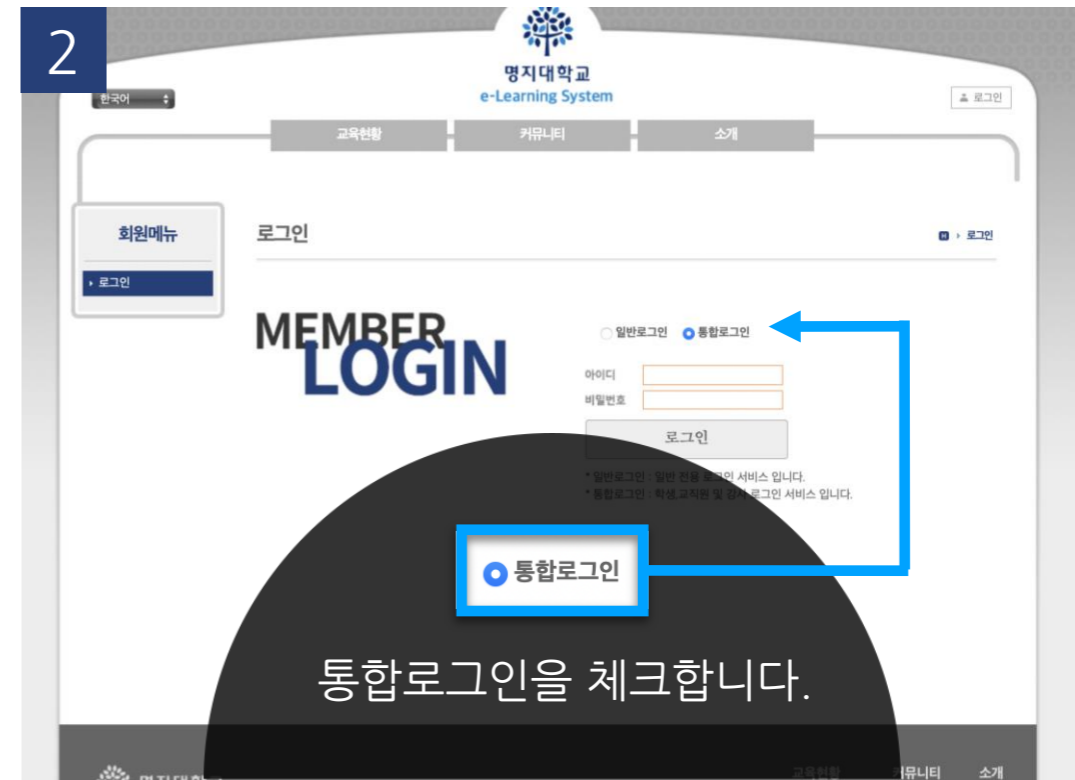 2
명지대학교
e-Learning System
한국어
로그인
교육현황
커뮤니티
소개
회원메뉴
로그인
로그인
로그인
MEMBER
LOGIN
일반로그인 통합로그인
아이디
비밀번호
로그인
* 일반로그인 : 일반 전용 로그인 서비스 입니다.
* 통합로그인 : 학생,교직원 및 강사 로그인 서비스 입니다.
통합로그인
통합로그인을 체크합니다.
명지대학교
교육현황
커뮤니티
소개